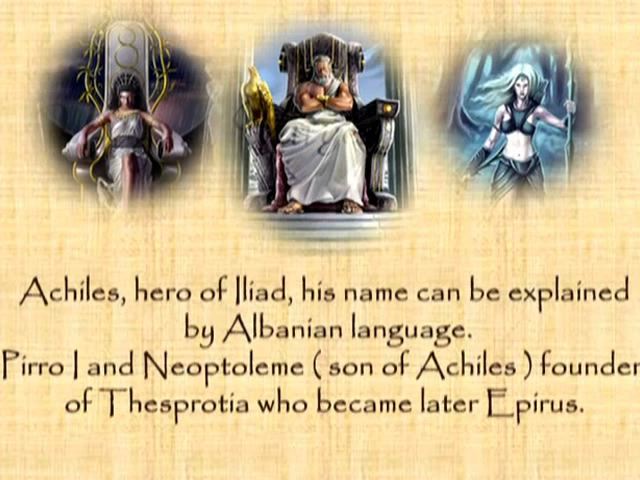 Achiles, hero of Iliad, his name can be explained
by Albanian language.
Pirro I and Neoptoleme ( son of Achiles ) founder
of Thesprotia who became later Epirus.